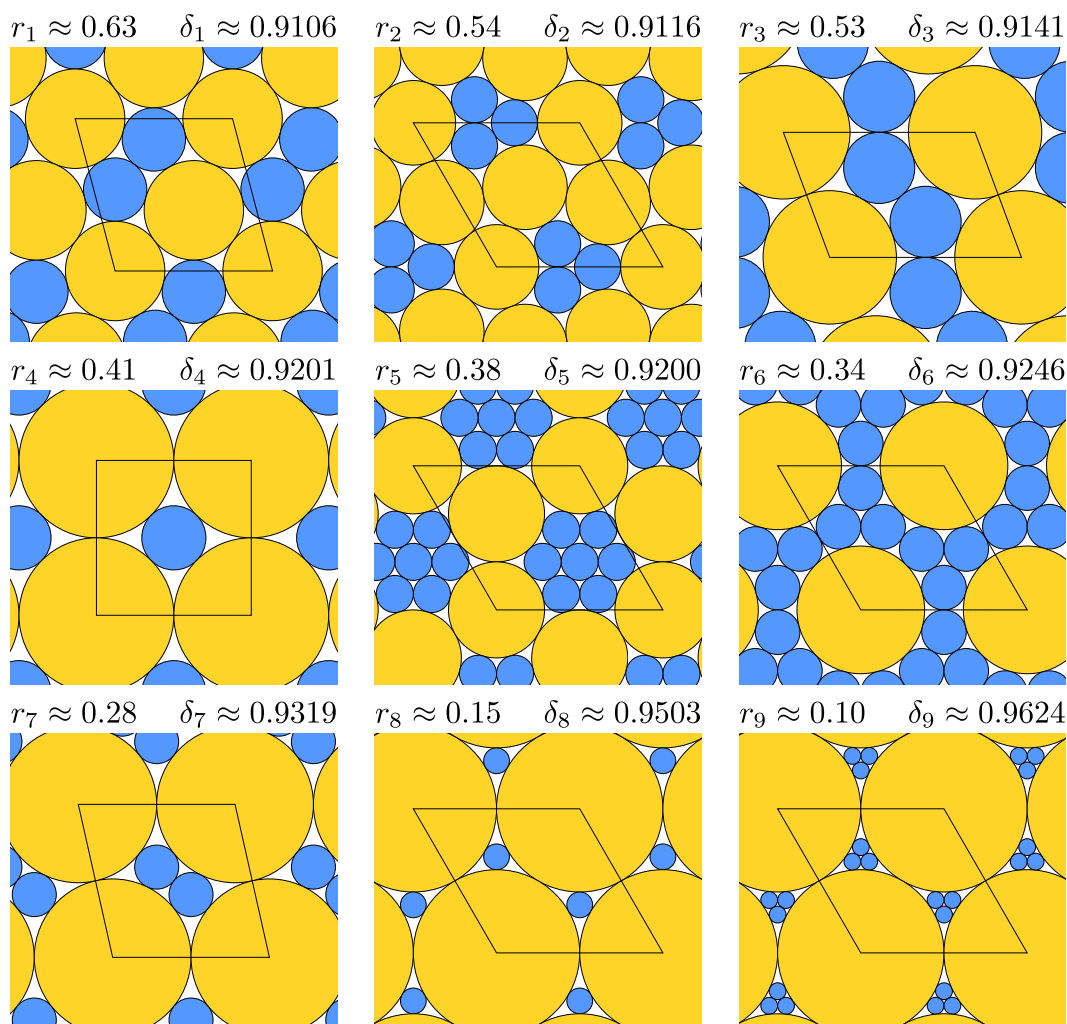 r₁ ≈ 0.63 δ₁ ≈ 0.9106
r₂ ≈ 0.54 δ₂ ≈ 0.9116
r₃ ≈ 0.53 δ₃ ≈ 0.9141
r₄ ≈ 0.41 δ₄ ≈ 0.9201
r₅ ≈ 0.38 δ₅ ≈ 0.9200
r₆ ≈ 0.34 δ₆ ≈ 0.9246
r₇ ≈ 0.28 δ₇ ≈ 0.9319
r₈ ≈ 0.15 δ₈ ≈ 0.9503
r₉ ≈ 0.10 δ₉ ≈ 0.9624